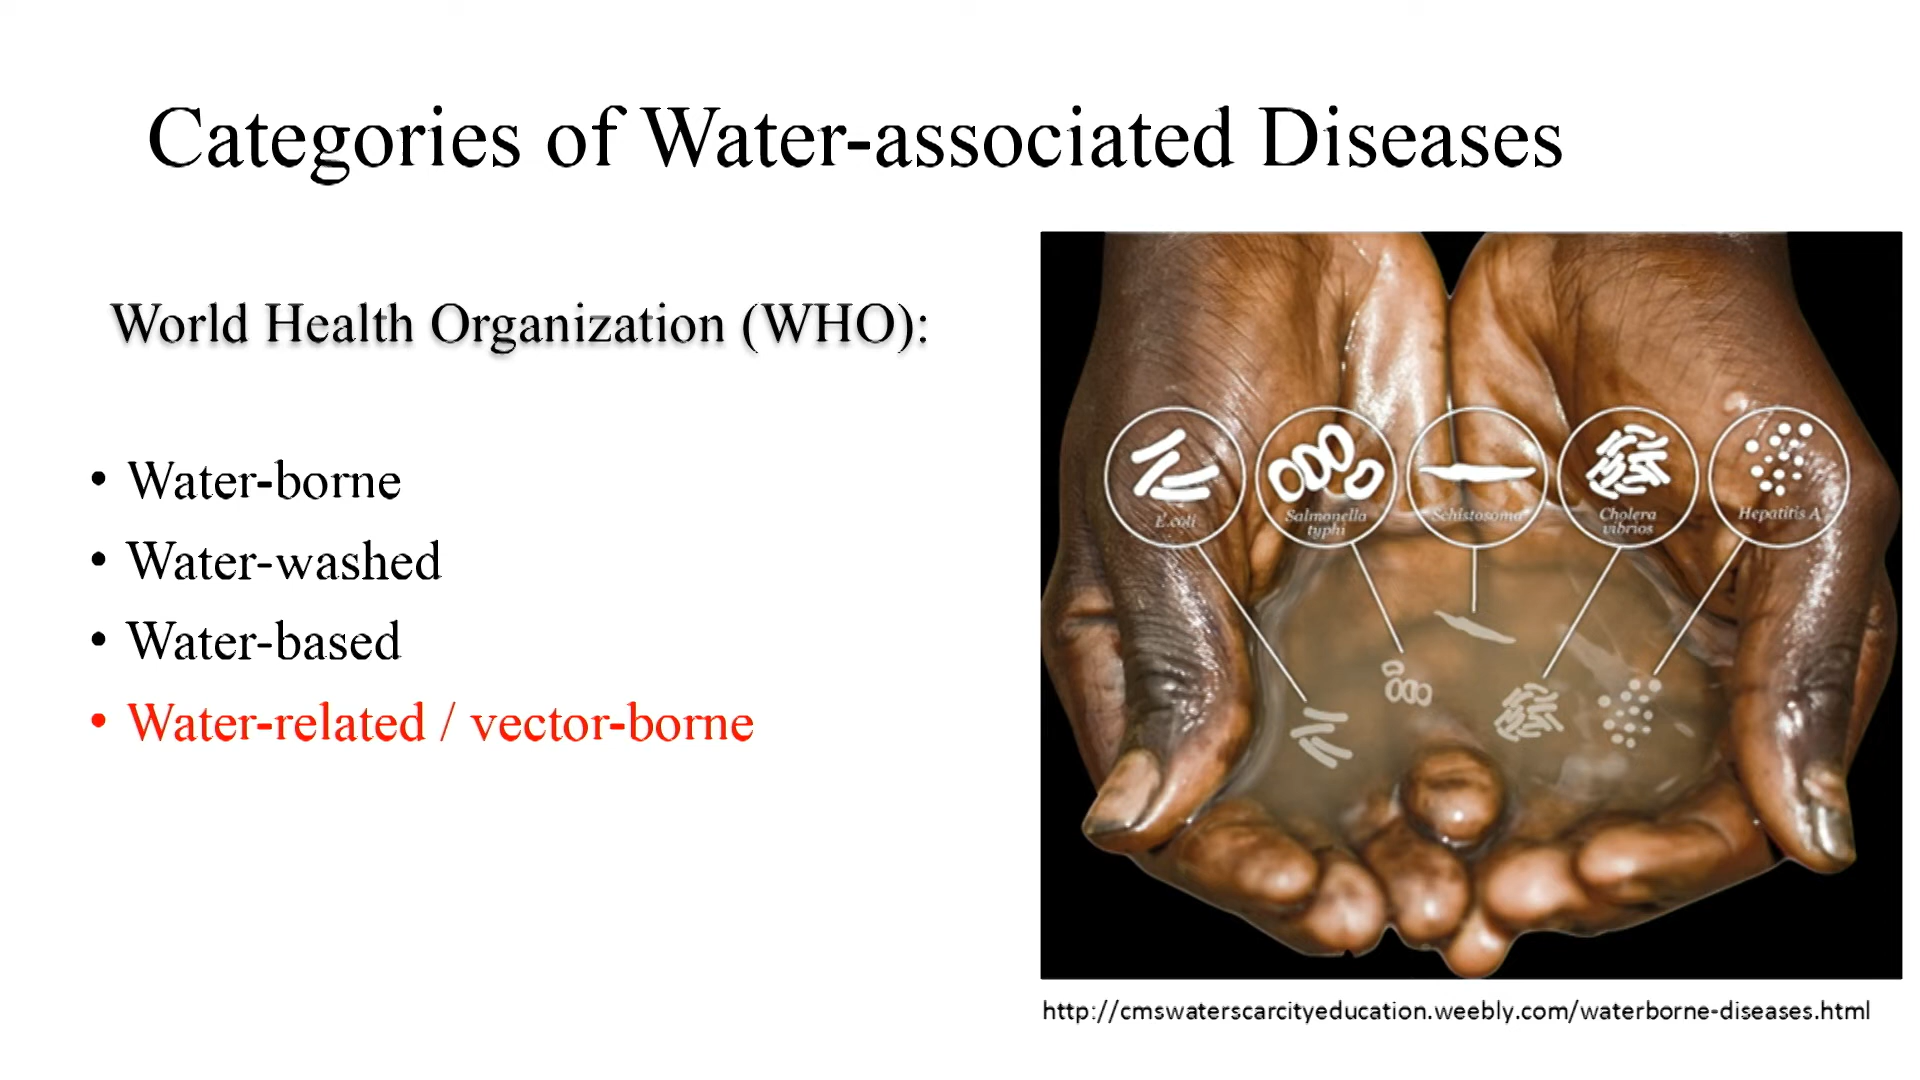 Categories of Water-associated Diseases
World Health Organization (WHO):
• Water-borne
• Water-washed
• Water-based
• Water-related / vector-borne
E.coli
Salmonella
typhi
Schistosoma
Cholera
vibrios
Hepatitis A
http://cmswaterscarcityeducation.weebly.com/waterborne-diseases.html